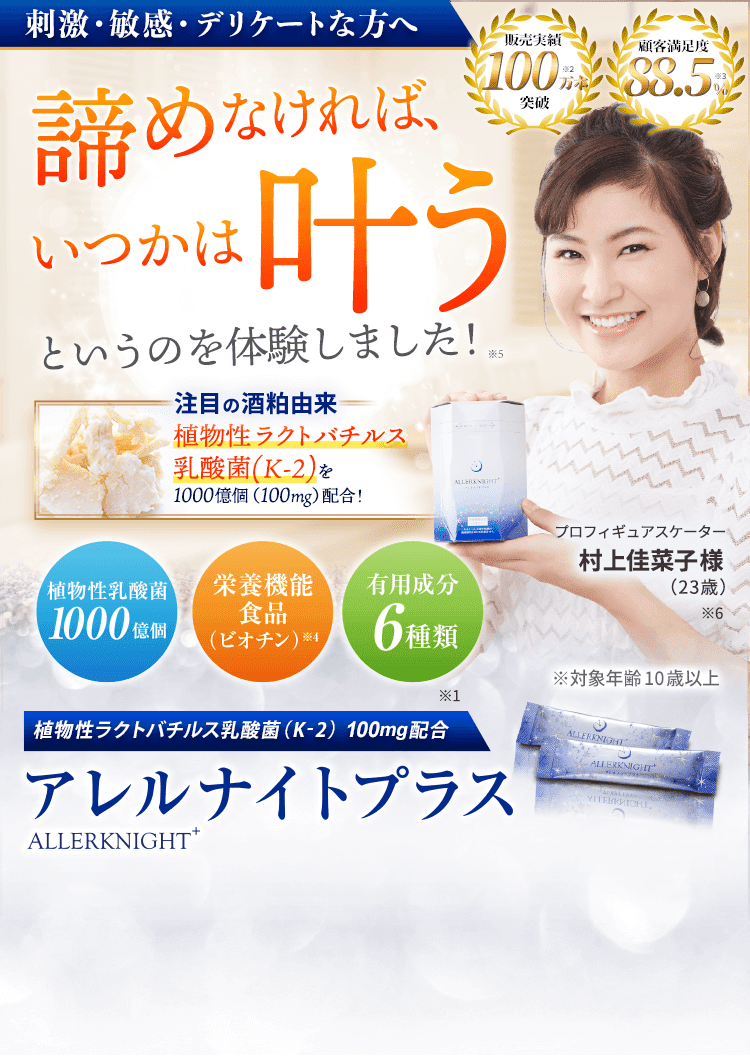 刺激・敏感・デリケートな方へ
販売実績
100万本※2
突破
顧客満足度
88.5%※3
諦めなければ、
いつかは叶う
というのを体験しました！※5
注目の酒粕由来
植物性ラクトバチルス
乳酸菌(K-2)を
1000億個（100mg）配合！
ALLERKNIGHT+
プロフィギュアスケーター
村上佳菜子様
（23歳）
※6
植物性乳酸菌
1000億個
栄養機能
食品
（ビオチン）※4
有用成分
6種類
※1
※対象年齢10歳以上
植物性ラクトバチルス乳酸菌（K-2） 100mg配合
ALLERKNIGHT+
ALLERKNIGHT+
アレルナイトプラス
ALLERKNIGHT+